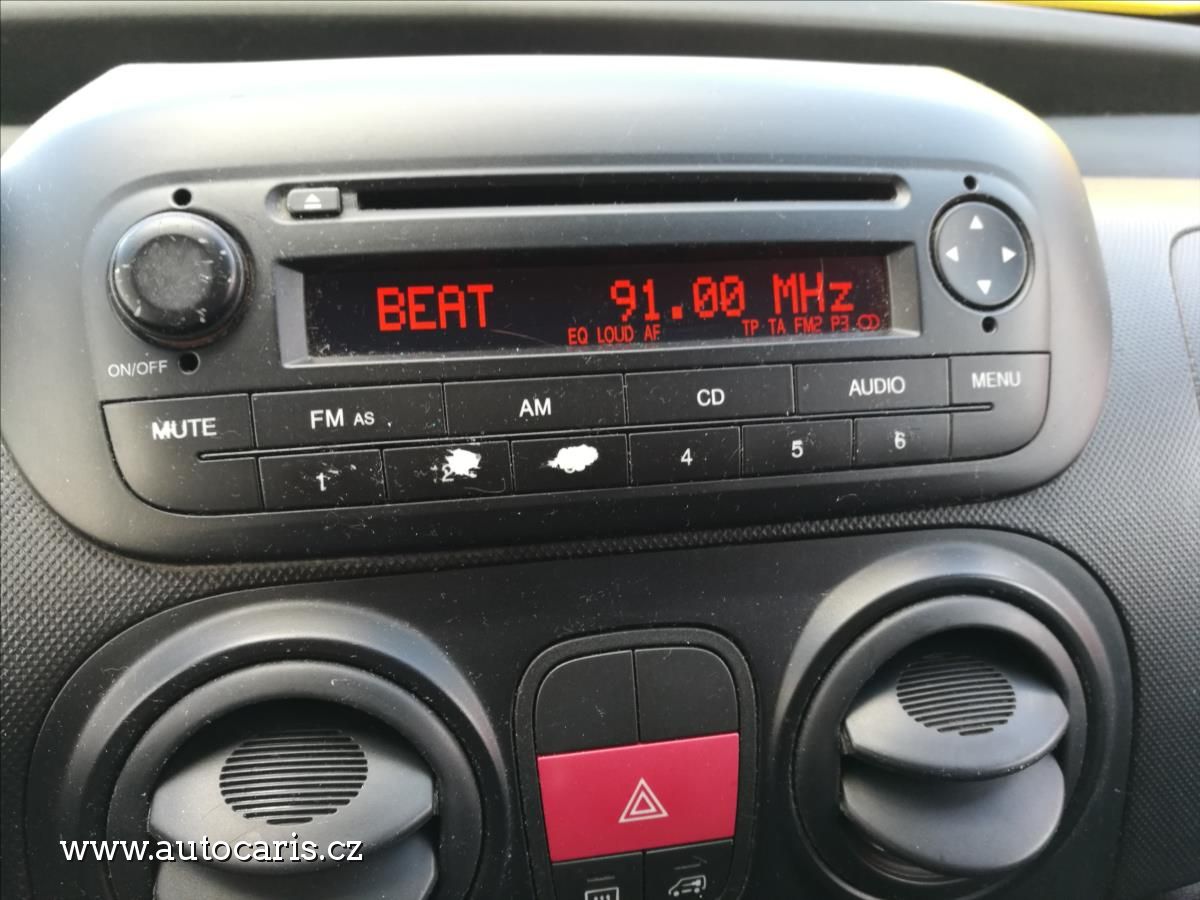 BEAT 91.00 MHz
EQ LOUD AF TP TA FM2 P3
ON/OFF
MUTE FM AS AM CD AUDIO MENU
1 2 4 5 6
www.autocaris.cz